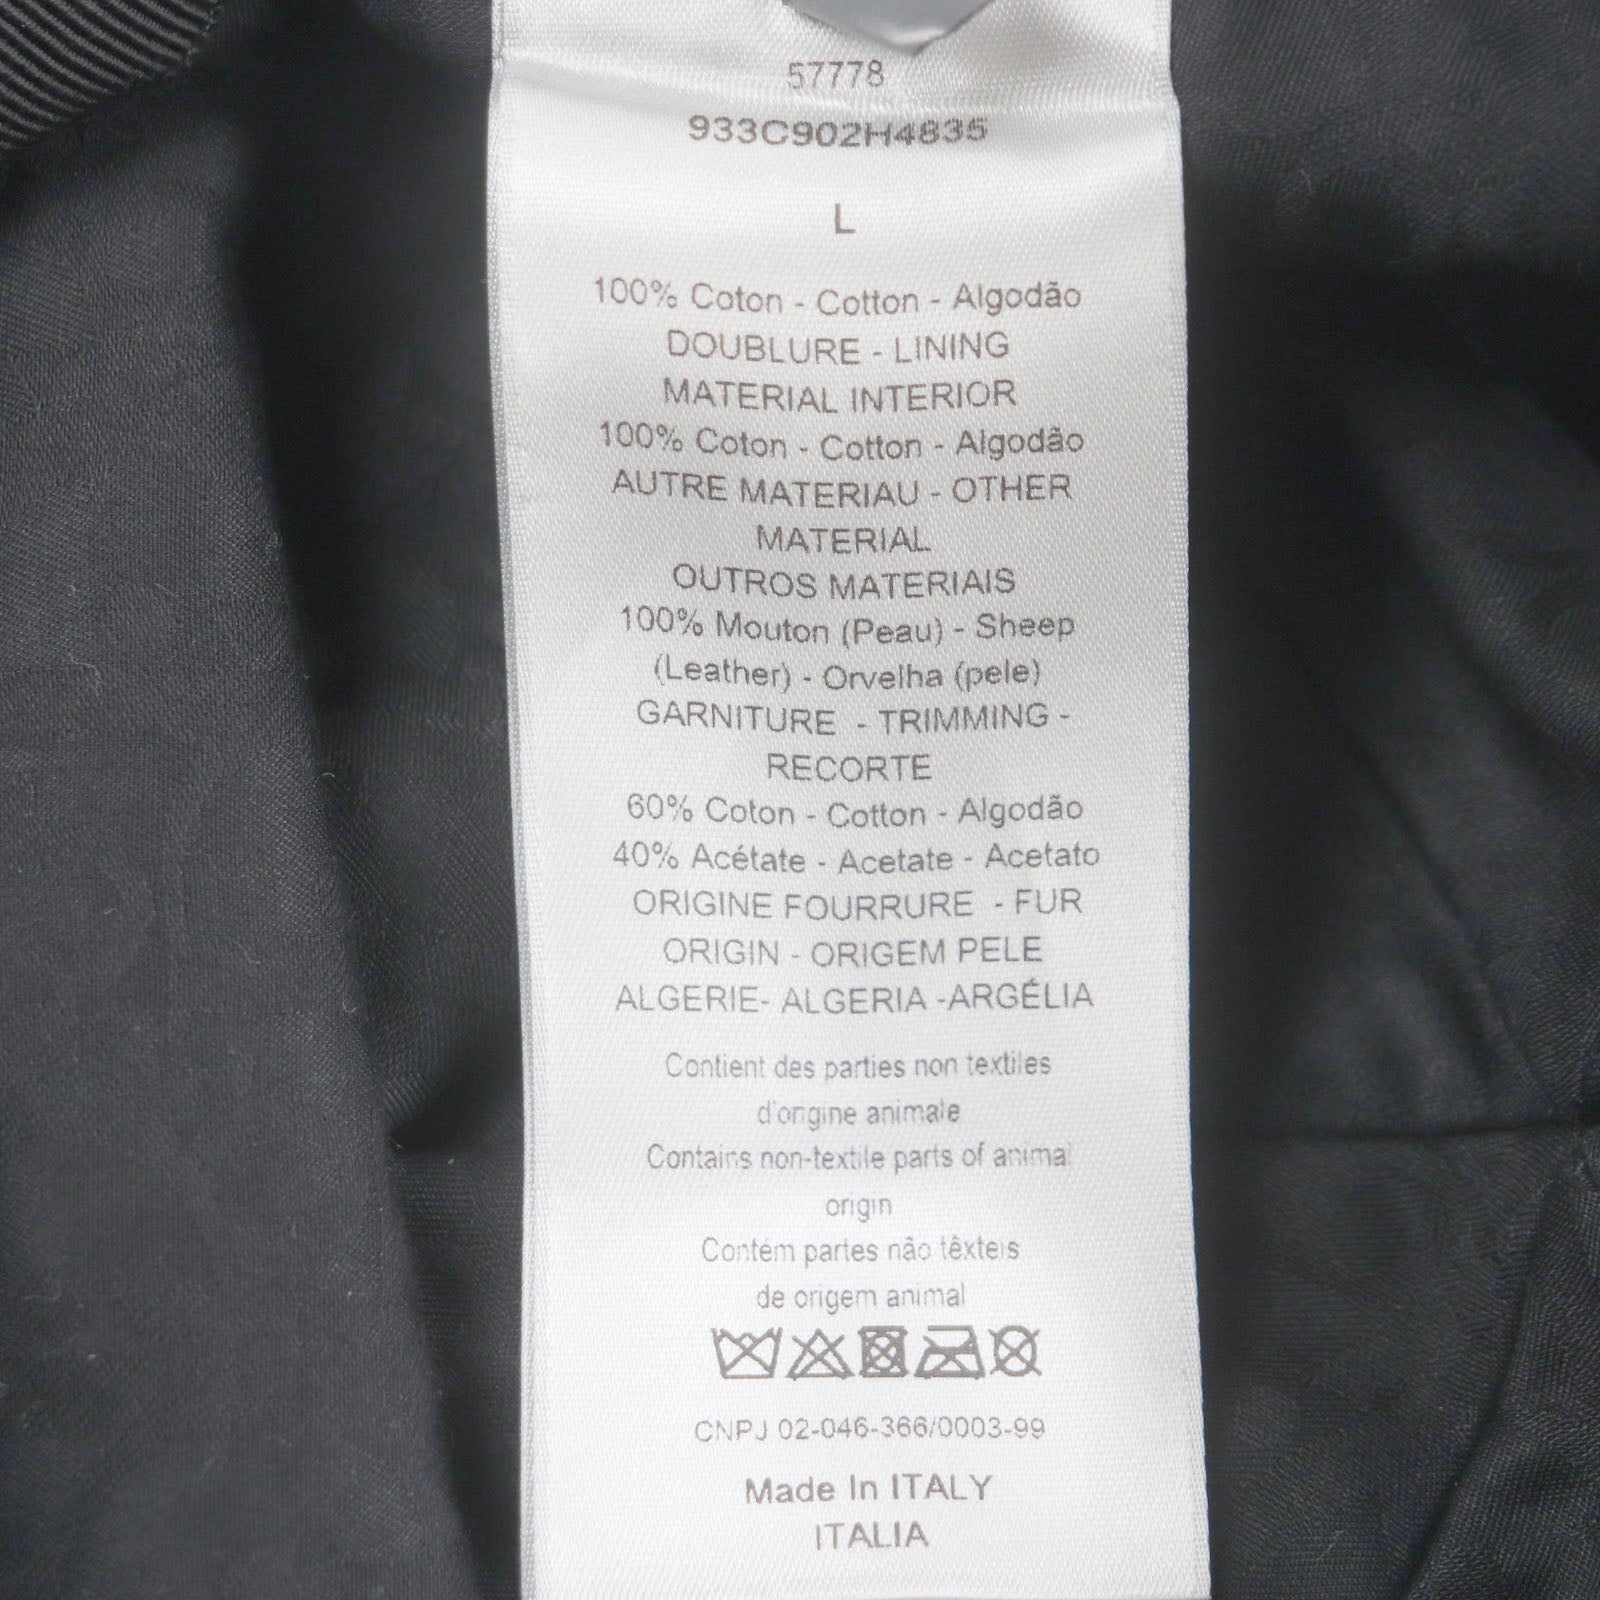 57778
933C902H4835
L
100% Coton - Cotton - Algodão
DOUBLURE - LINING
MATERIAL INTERIOR
100% Coton - Cotton - Algodão
AUTRE MATERIAU - OTHER
MATERIAL
OUTROS MATERIAIS
100% Mouton (Peau) - Sheep
(Leather) - Orvelha (pele)
GARNITURE - TRIMMING -
RECORTE
60% Coton - Cotton - Algodão
40% Acétate - Acetate - Acetato
ORIGINE FOURRURE - FUR
ORIGIN - ORIGEM PELE
ALGERIE- ALGERIA -ARGÉLIA
Contient des parties non textiles
d'origine animale
Contains non-textile parts of animal
origin
Contém partes não têxteis
de origem animal
CNPJ 02-046-366/0003-99
Made In ITALY
ITALIA